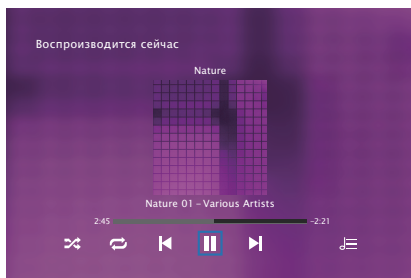 Воспроизводится сейчас
Nature
Nature 01 – Various Artists
2:45
-2:21